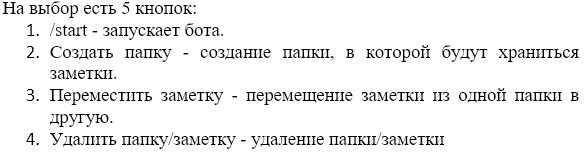 На выбор есть 5 кнопок:
1. /start - запускает бота.
2. Создать папку - создание папки, в которой будут храниться
заметки.
3. Переместить заметку - перемещение заметки из одной папки в
другую.
4. Удалить папку/заметку - удаление папки/заметки